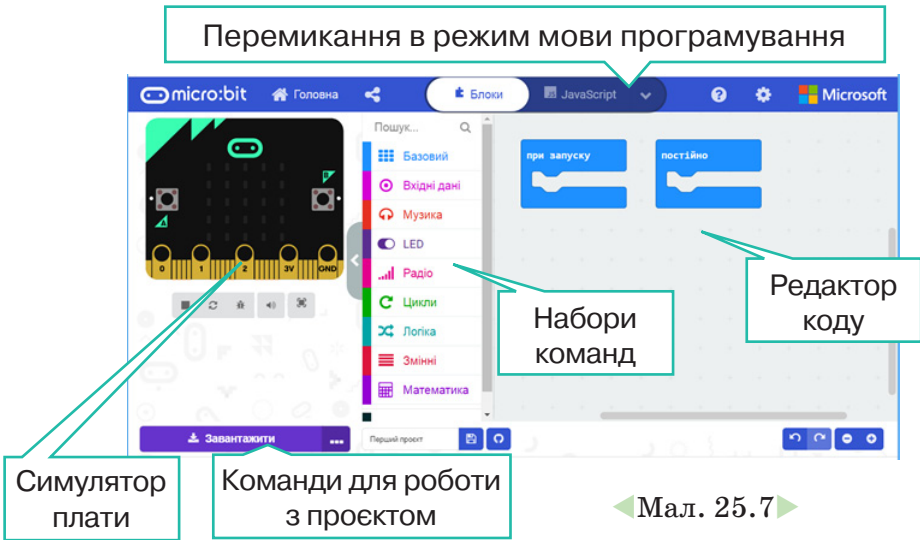 Перемикання в режим мови програмування
micro:bit Головна Блоки JavaScript ? Microsoft
Пошук...
Базовий
Вхідні дані
Музика
LED
Радіо
Цикли
Логіка
Змінні
Математика
при запуску
постійно
A
B
0 1 2 3V GND
Редактор
коду
Набори
команд
Завантажити ...
Перший проєкт
Симулятор
плати
Команди для роботи
з проєктом
Мал. 25.7